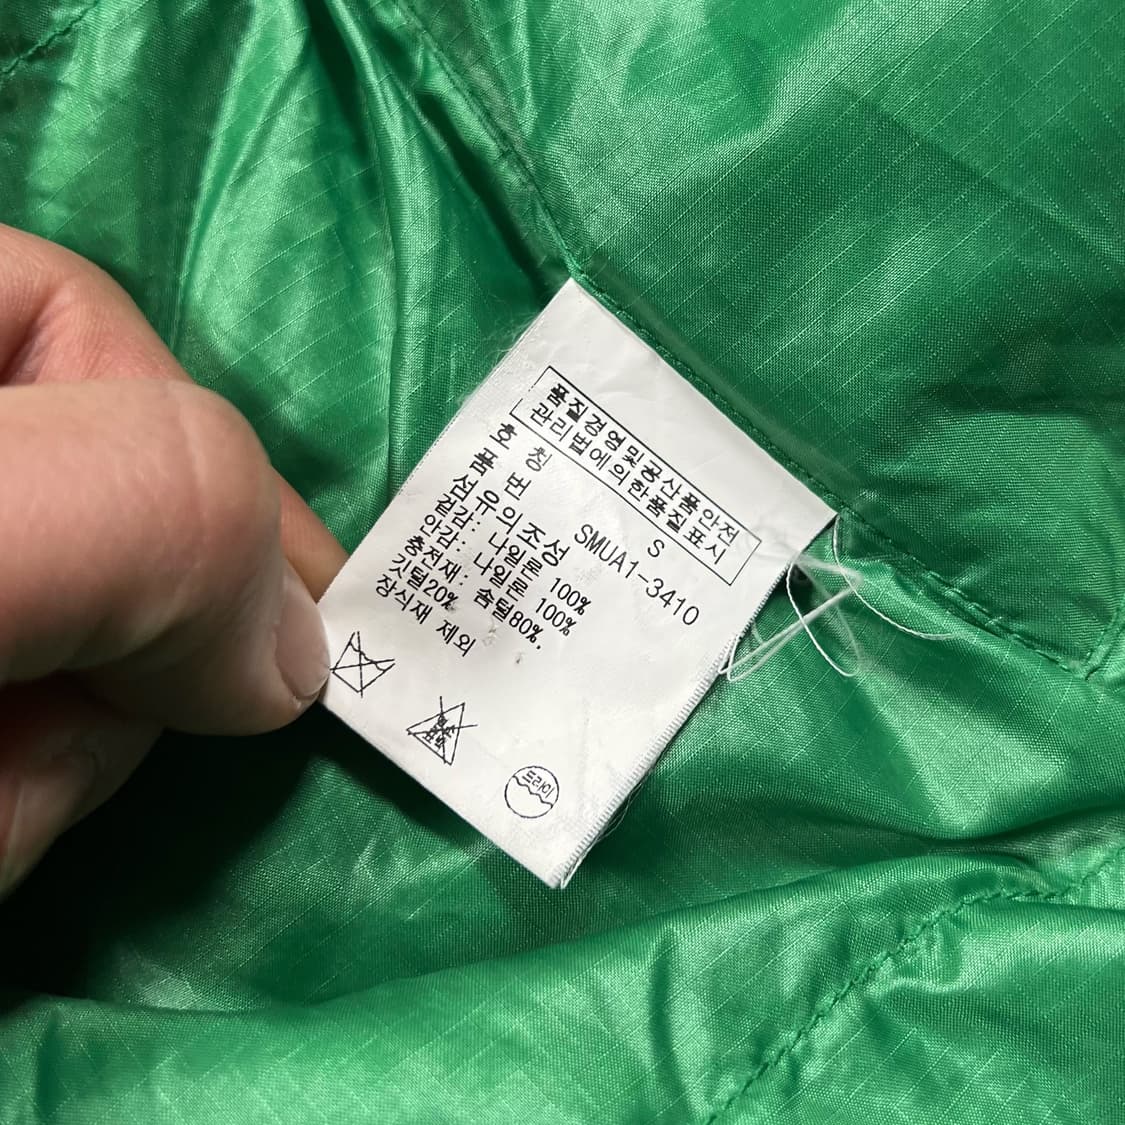 품질경영및공산품안전
관리법에의한품질표시
호 칭 S
품 번 SMUA1-3410
섬유의조성
겉감: 나일론 100%
안감: 나일론 100%
충전재: 솜털80%.
깃털20%
장식재 제외
드라이